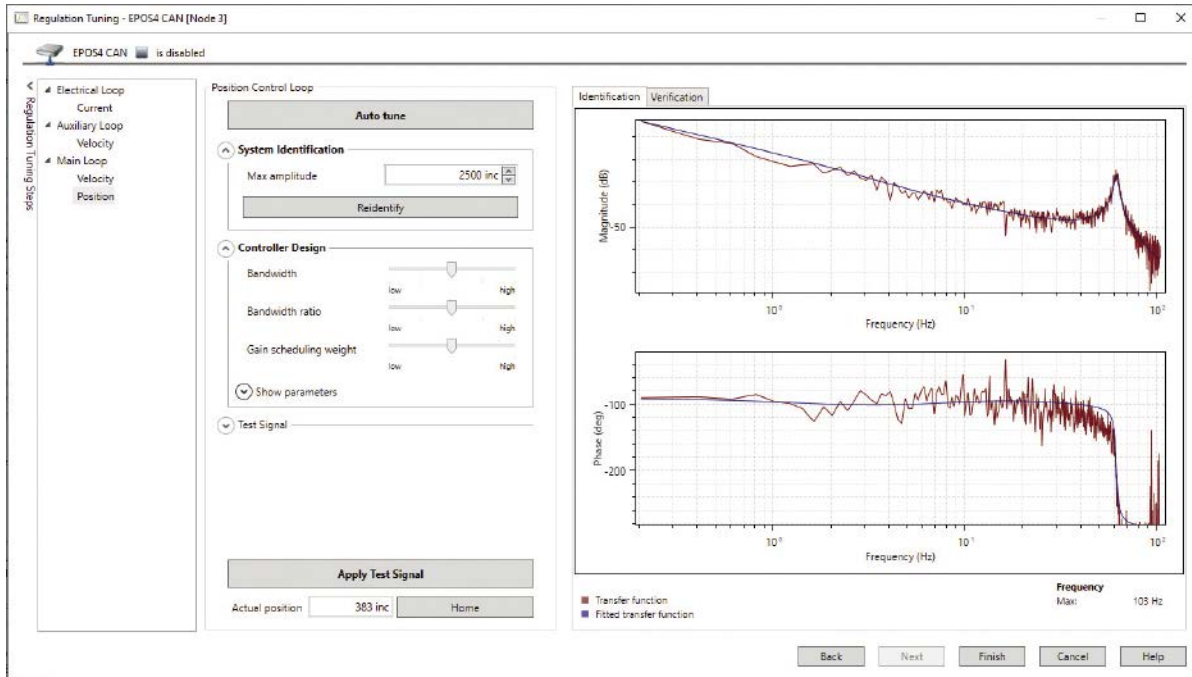 Regulation Tuning - EPOS4 CAN [Node 3]
EPOS4 CAN is disabled
Regulation Tuning Steps
Electrical Loop
Current
Auxiliary Loop
Velocity
Main Loop
Velocity
Position
Position Control Loop
Auto tune
System Identification
Max amplitude 2500 inc
Reidentify
Controller Design
Bandwidth
low high
Bandwidth ratio
low high
Gain scheduling weight
low high
Show parameters
Test Signal
Apply Test Signal
Actual position 383 inc Home
Identification Verification
Magnitude (dB)
-50
10⁰ 10¹ 10²
Frequency (Hz)
Phase (deg)
-100
-200
10⁰ 10¹ 10²
Frequency (Hz)
Transfer function
Fitted transfer function
Frequency
Max: 103 Hz
Back Next Finish Cancel Help